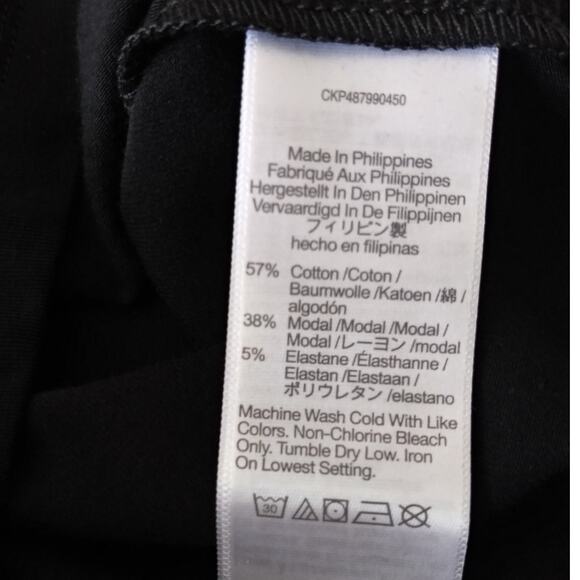 CKP487990450
Made In Philippines
Fabriqué Aux Philippines
Hergestellt In Den Philippinen
Vervaardigd In De Filippijnen
フィリピン製
hecho en filipinas
57% Cotton /Coton /
Baumwolle /Katoen /綿 /
algodón
38% Modal /Modal /Modal /
Modal /レーヨン /modal
5% Elastane /Élasthanne /
Elastan /Elastaan /
ポリウレタン /elastano
Machine Wash Cold With Like
Colors. Non-Chlorine Bleach
Only. Tumble Dry Low. Iron
On Lowest Setting.
30